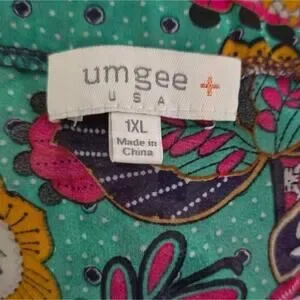 umgee +
USA
1XL
Made in
China